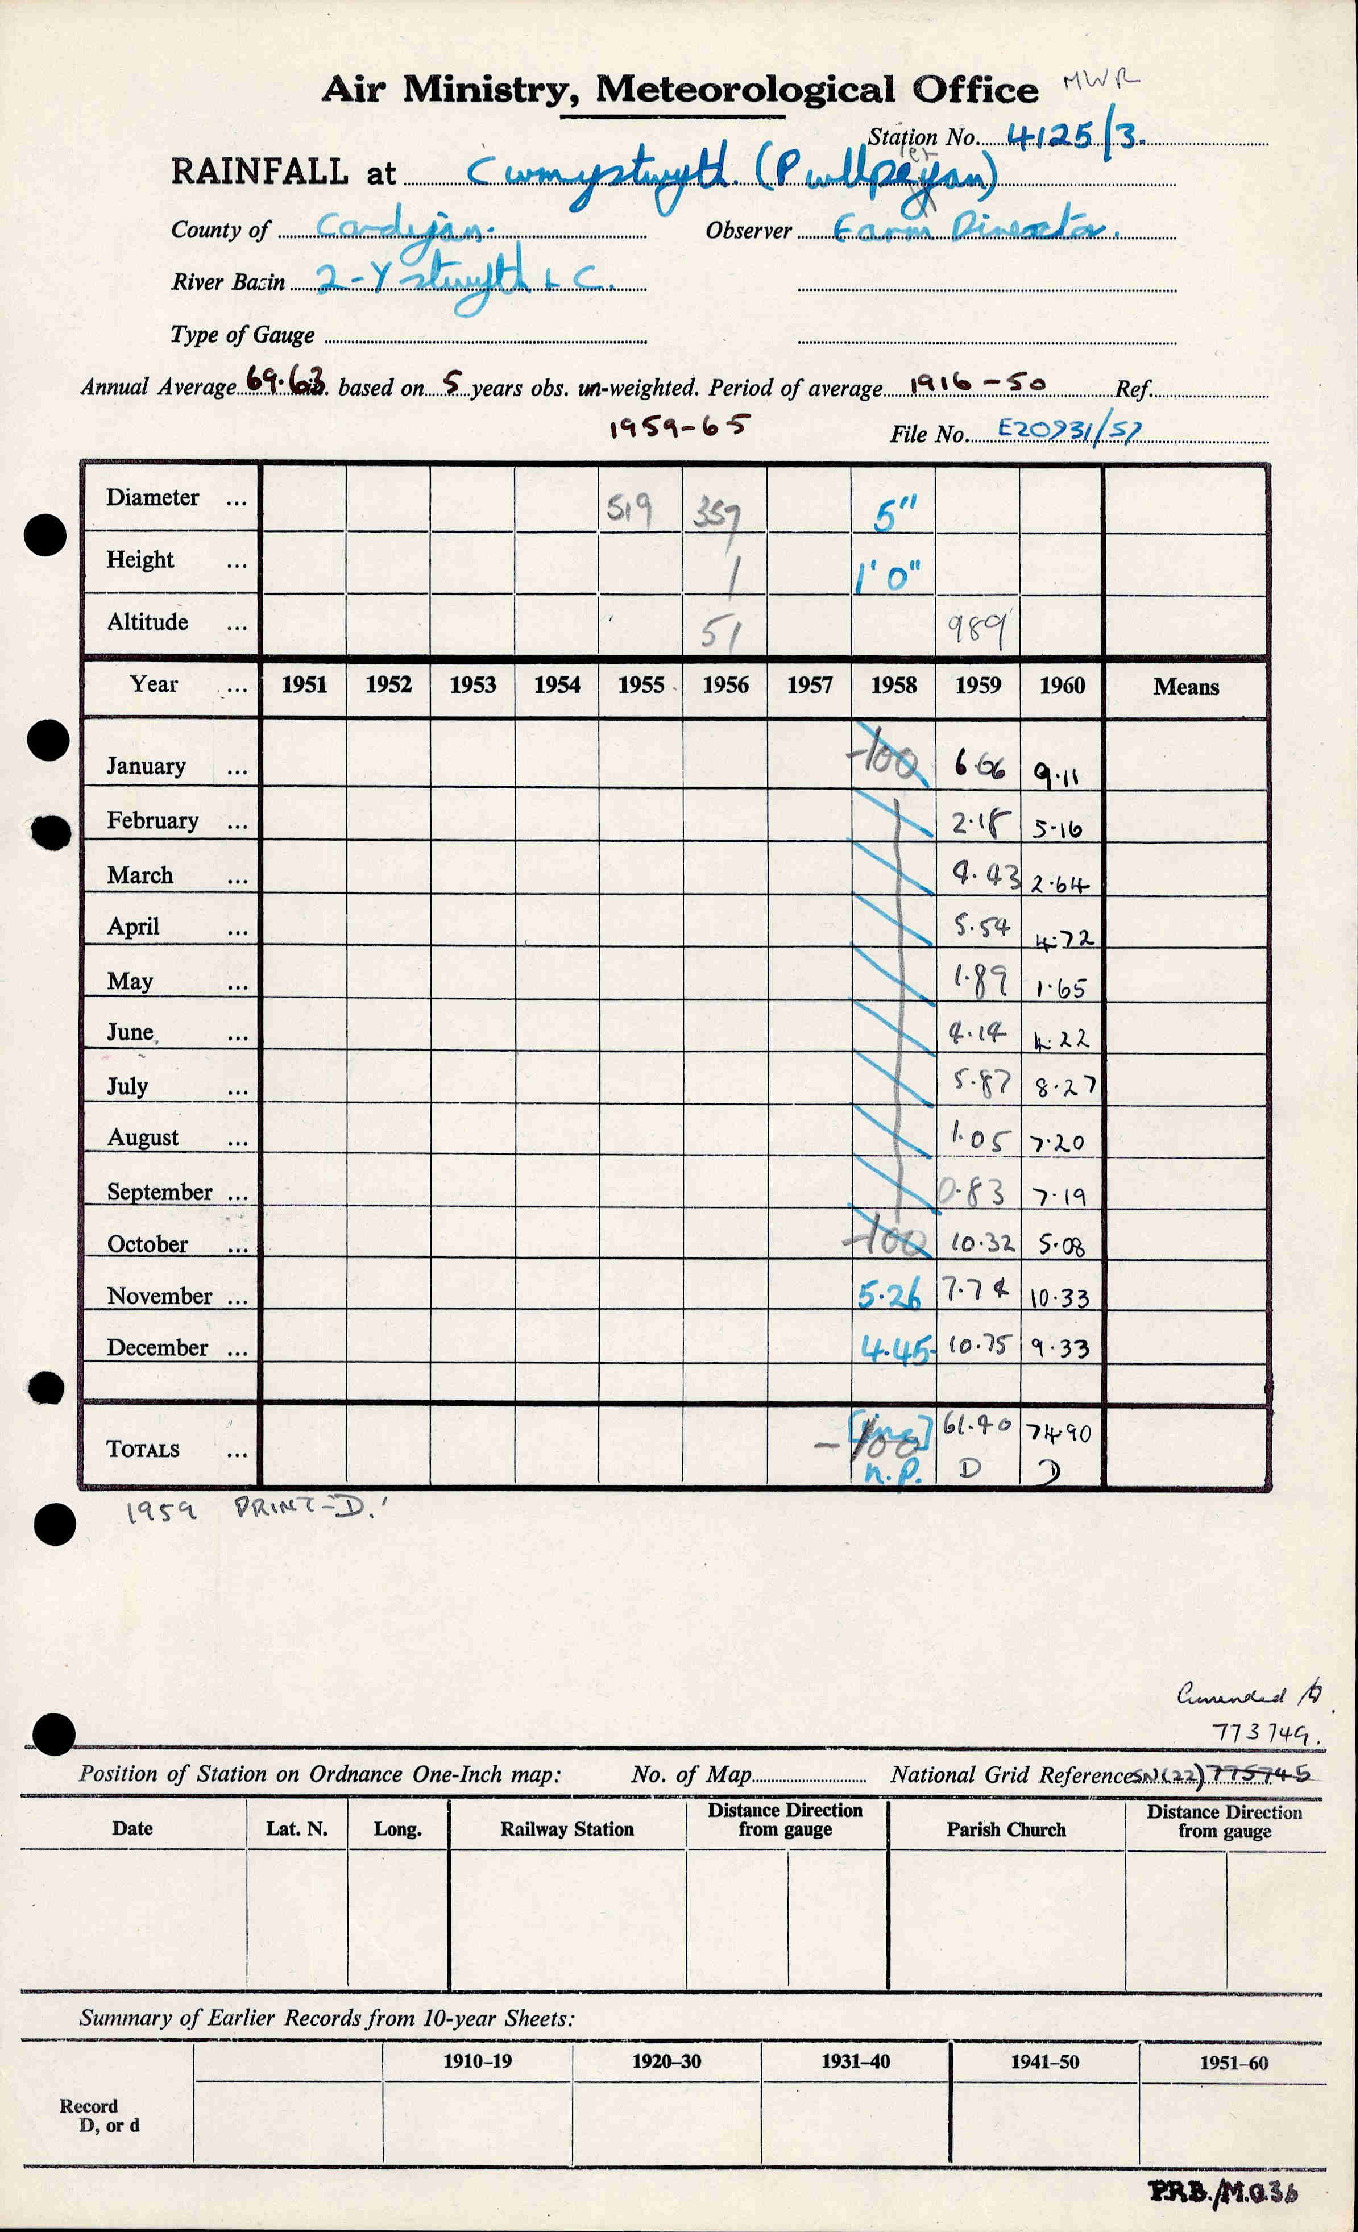 Air Ministry, Meteorological Office MWR
Station No. 4125/3.
RAINFALL at Cwmystwyth. (Pwllpeyran)
County of Cardigan. Observer Farm Director.
River Basin 2-Ystwyth & C.
Type of Gauge
Annual Average 69.63 in. based on 5 years obs. un-weighted. Period of average 1916-50 Ref.
1959-65 File No. E20931/57
Diameter ... 519 357 5"
Height ... 1 1'0"
Altitude ... 51 989
Year ... 1951 1952 1953 1954 1955 1956 1957 1958 1959 1960 Means
January ... -100 6.66 9.11
February ... 2.18 5.16
March ... 4.43 2.64
April ... 5.54 4.72
May ... 1.89 1.65
June ... 4.14 4.22
July ... 5.87 8.27
August ... 1.05 7.20
September ... 0.83 7.19
October ... -100 10.32 5.08
November ... 5.26 7.74 10.33
December ... 4.45 10.75 9.33
TOTALS ... -100 [inc] 61.40 74.90
n.p. D D
1959 PRINT-D.'
Amended to
773749.
Position of Station on Ordnance One-Inch map: No. of Map National Grid Reference SN(22)775745
Date Lat. N. Long. Railway Station Distance Direction from gauge Parish Church Distance Direction from gauge
Summary of Earlier Records from 10-year Sheets:
1910–19 1920–30 1931–40 1941–50 1951–60
Record
D, or d
P.R.B./M.O.36